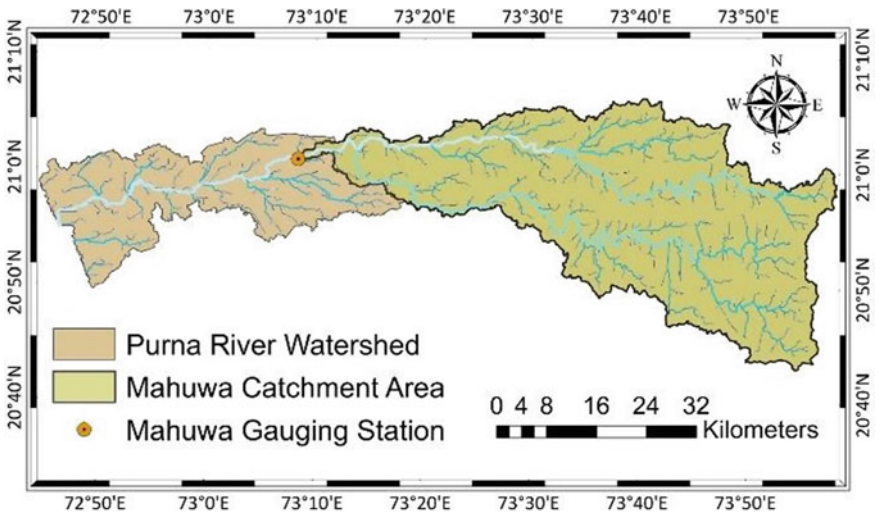 72°50'E 73°0'E 73°10'E 73°20'E 73°30'E 73°40'E 73°50'E
21°10'N
21°0'N
20°50'N
20°40'N
21°10'N
21°0'N
20°50'N
20°40'N
N
W E
S
Purna River Watershed
Mahuwa Catchment Area
Mahuwa Gauging Station
0 4 8 16 24 32
Kilometers
72°50'E 73°0'E 73°10'E 73°20'E 73°30'E 73°40'E 73°50'E